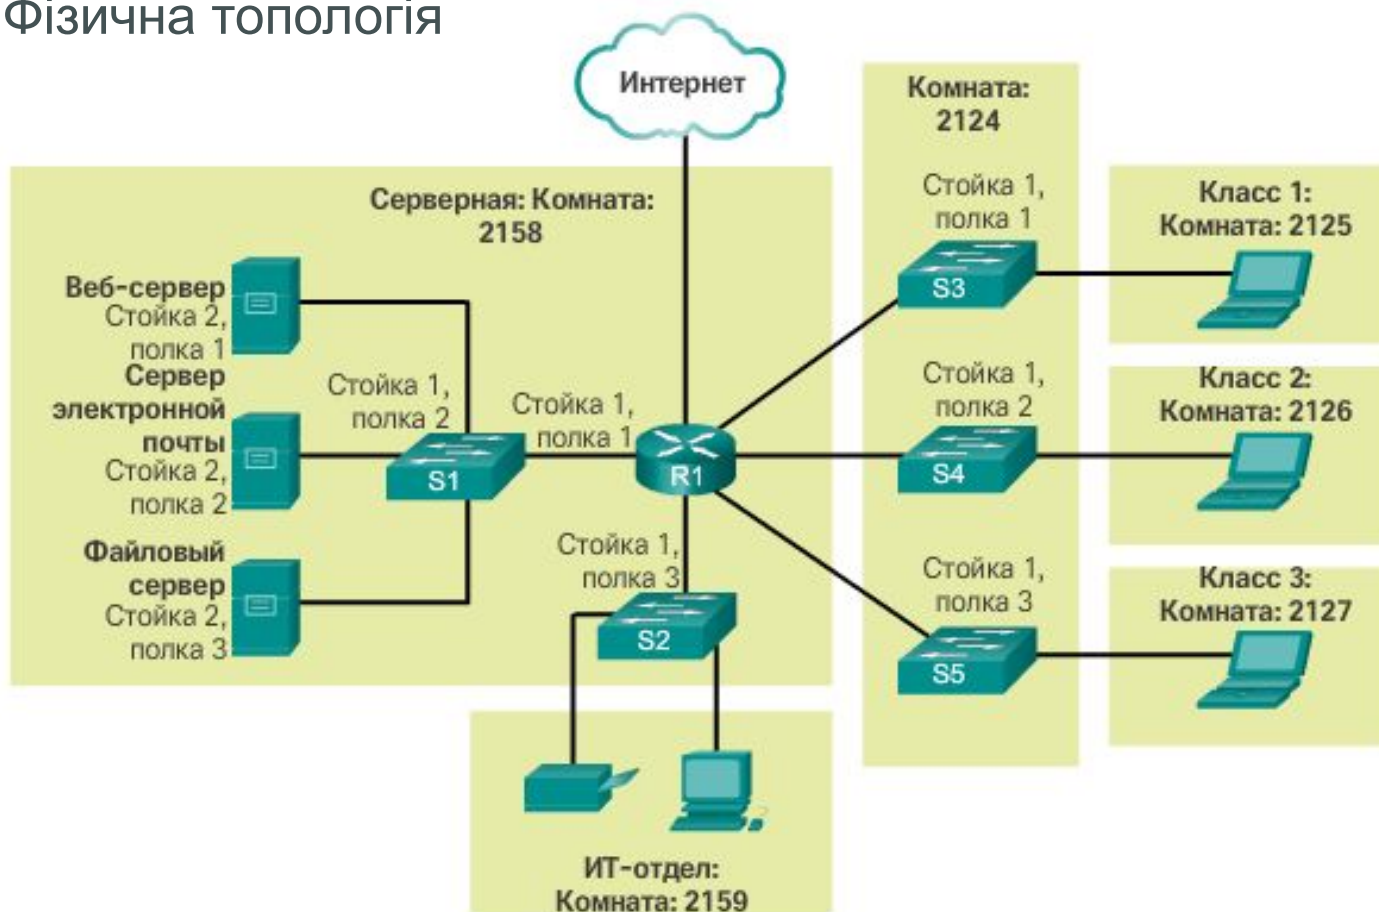 Фізична топологія
Интернет
Комната:
2124
Серверная: Комната:
2158
Стойка 1,
полка 1
S3
Класс 1:
Комната: 2125
Веб-сервер
Стойка 2,
полка 1
Сервер
электронной
почты
Стойка 2,
полка 2
Стойка 1,
полка 2
S1
Стойка 1,
полка 1
R1
Стойка 1,
полка 2
S4
Класс 2:
Комната: 2126
Файловый
сервер
Стойка 2,
полка 3
Стойка 1,
полка 3
S2
Стойка 1,
полка 3
S5
Класс 3:
Комната: 2127
ИТ-отдел:
Комната: 2159